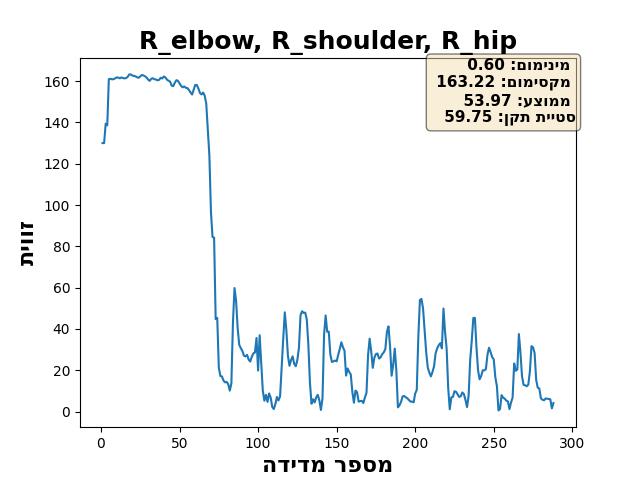 R_elbow, R_shoulder, R_hip
מינימום: 0.60
מקסימום: 163.22
ממוצע: 53.97
סטיית תקן: 59.75
זווית
160
140
120
100
80
60
40
20
0
0 50 100 150 200 250 300
מספר מדידה